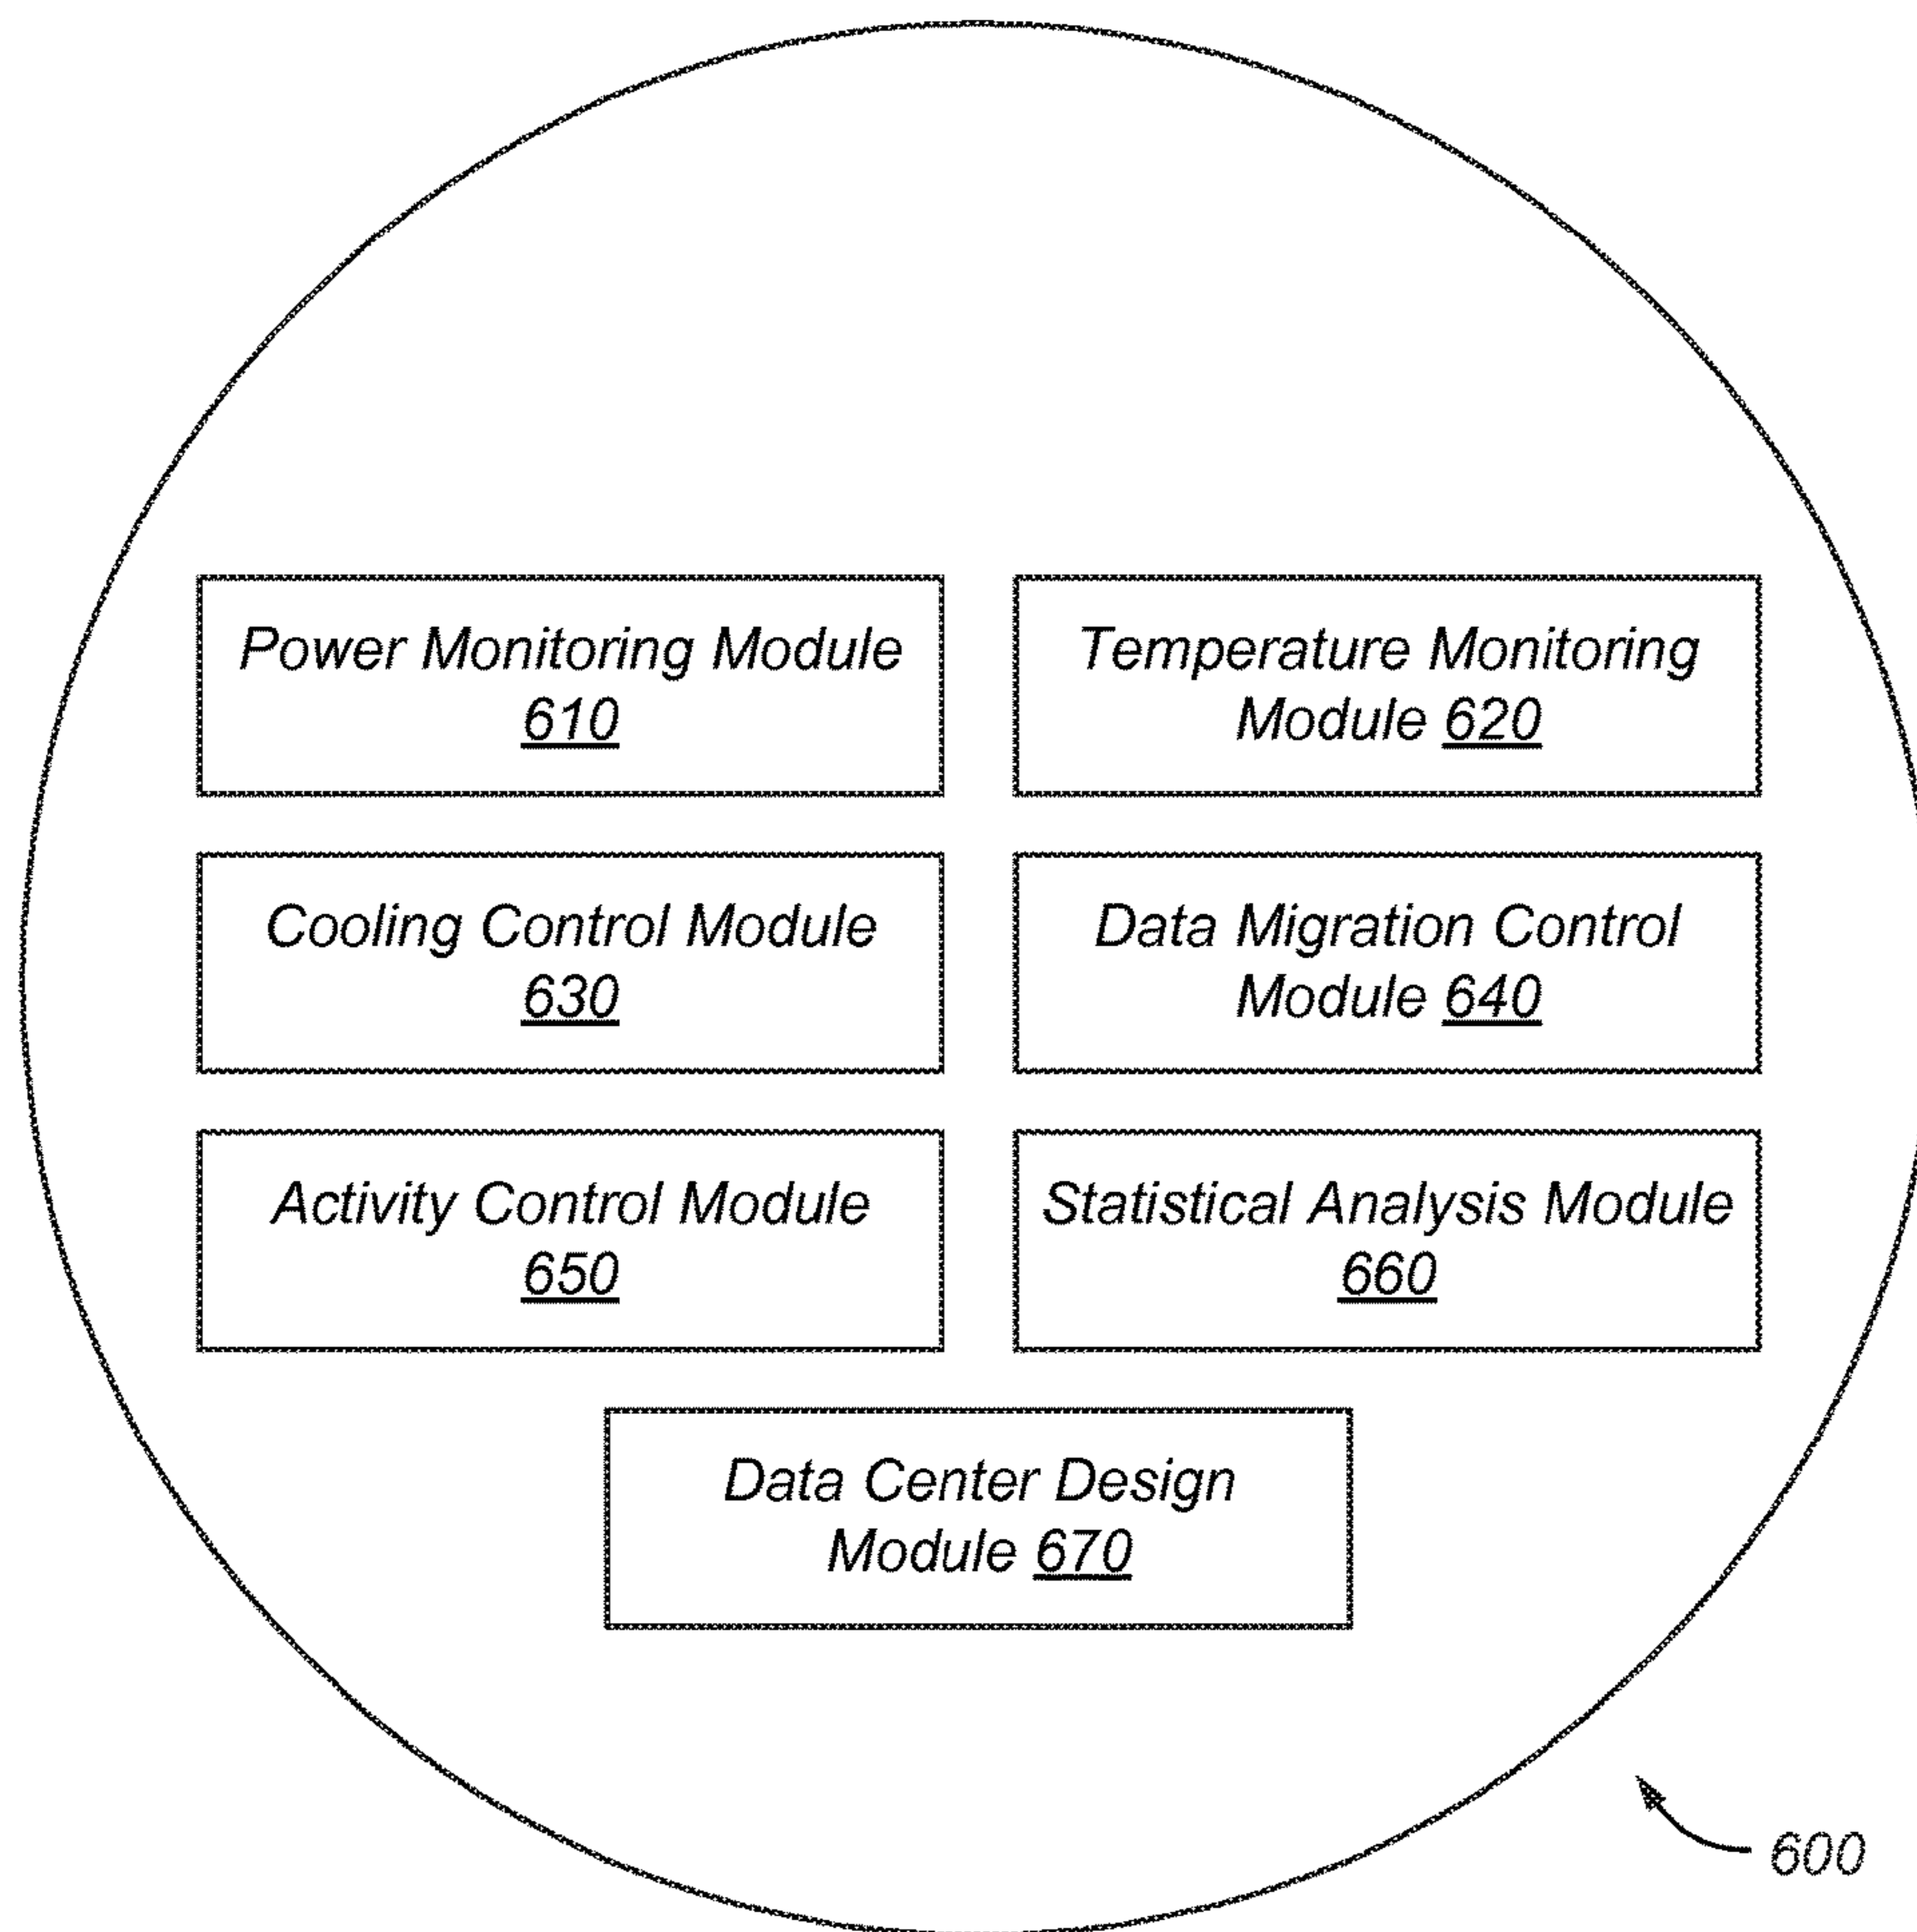 Power Monitoring Module
610
Temperature Monitoring
Module 620
Cooling Control Module
630
Data Migration Control
Module 640
Activity Control Module
650
Statistical Analysis Module
660
Data Center Design
Module 670
600